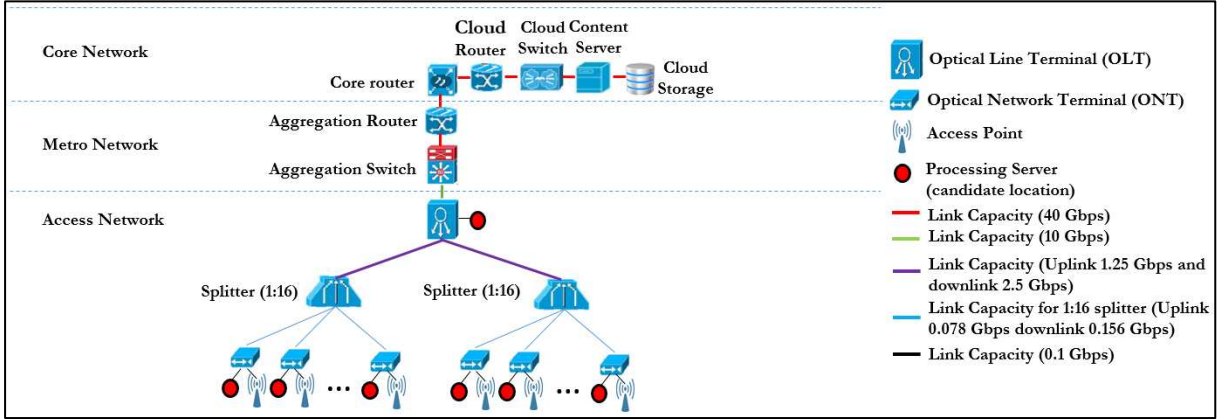 Core Network
Cloud
Router
Cloud
Switch
Content
Server
Core router
Cloud
Storage
Metro Network
Aggregation Router
Aggregation Switch
Access Network
Splitter (1:16)
Splitter (1:16)
...
...
Optical Line Terminal (OLT)
Optical Network Terminal (ONT)
Access Point
Processing Server
(candidate location)
Link Capacity (40 Gbps)
Link Capacity (10 Gbps)
Link Capacity (Uplink 1.25 Gbps and
downlink 2.5 Gbps)
Link Capacity for 1:16 splitter (Uplink
0.078 Gbps downlink 0.156 Gbps)
Link Capacity (0.1 Gbps)